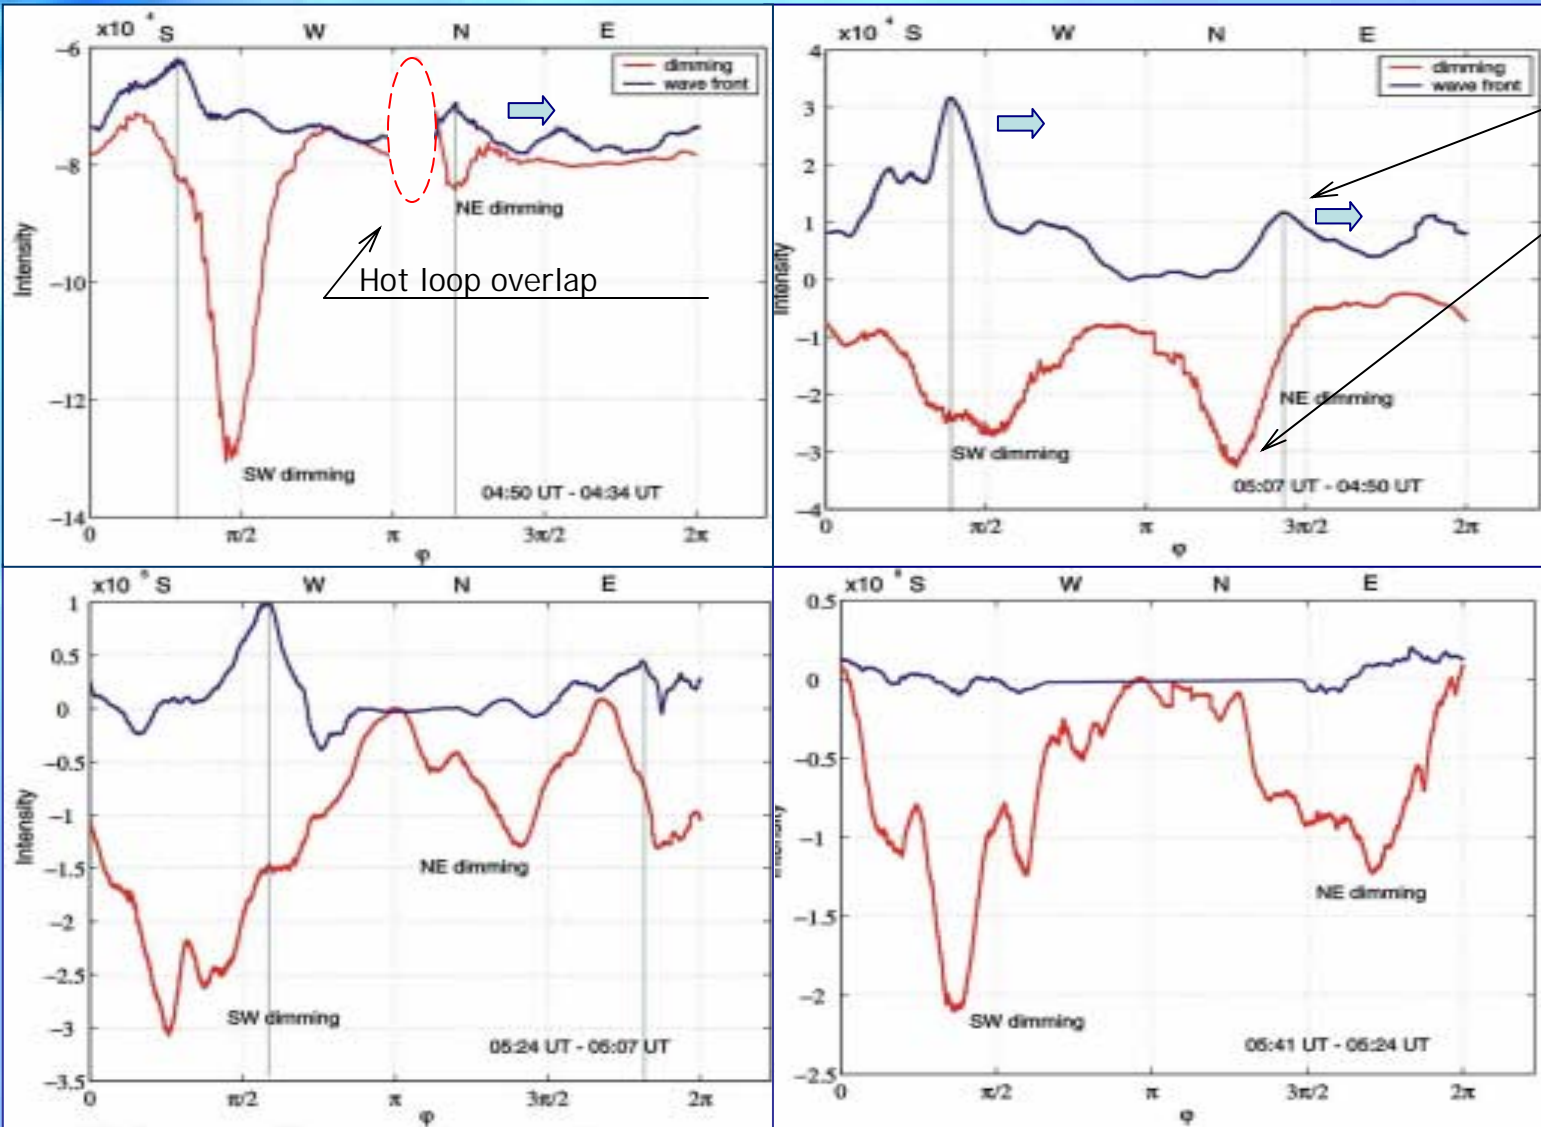 x10 4 S W N E
-6
dimming
wave front
-8
NE dimming
Intensity
Hot loop overlap
-10
-12
SW dimming
04:50 UT - 04:34 UT
-14
0 π/2 π 3π/2 2π
φ
x10 4 S W N E
4
dimming
wave front
3
2
1
Intensity
0
-1
-2
NE dimming
-3
SW dimming
05:07 UT - 04:50 UT
-4
0 π/2 π 3π/2 2π
φ
x10 S W N E
1
0.5
0
-0.5
Intensity
-1
NE dimming
-1.5
-2
-2.5
SW dimming
-3
05:24 UT - 05:07 UT
-3.5
0 π/2 π 3π/2 2π
φ
x10 S W N E
0.5
0
-0.5
Intensity
-1
NE dimming
-1.5
-2
SW dimming
05:41 UT - 05:24 UT
-2.5
0 π/2 π 3π/2 2π
φ